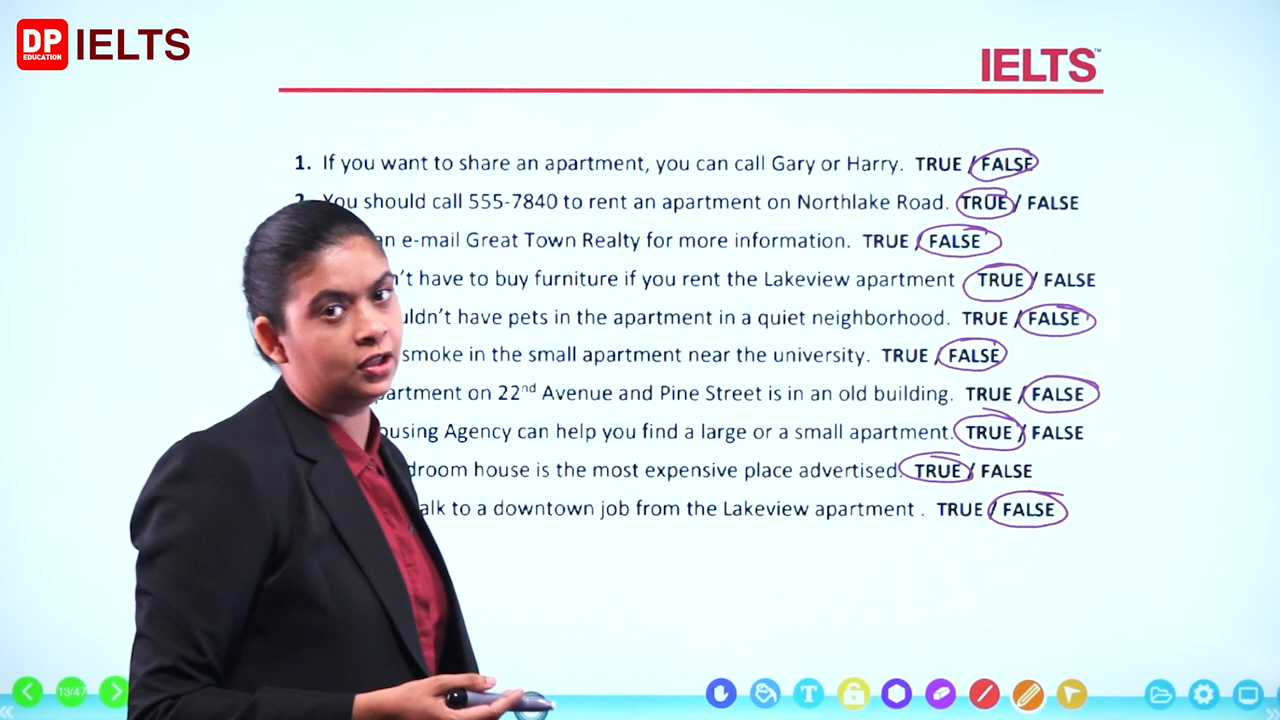 DP
EDUCATION
IELTS
IELTS™
1. If you want to share an apartment, you can call Gary or Harry. TRUE / FALSE
You should call 555-7840 to rent an apartment on Northlake Road. TRUE / FALSE
an e-mail Great Town Realty for more information. TRUE / FALSE
n't have to buy furniture if you rent the Lakeview apartment TRUE / FALSE
uldn't have pets in the apartment in a quiet neighborhood. TRUE / FALSE
smoke in the small apartment near the university. TRUE / FALSE
partment on 22nd Avenue and Pine Street is in an old building. TRUE / FALSE
ousing Agency can help you find a large or a small apartment. TRUE / FALSE
droom house is the most expensive place advertised. TRUE / FALSE
alk to a downtown job from the Lakeview apartment . TRUE / FALSE
13/47